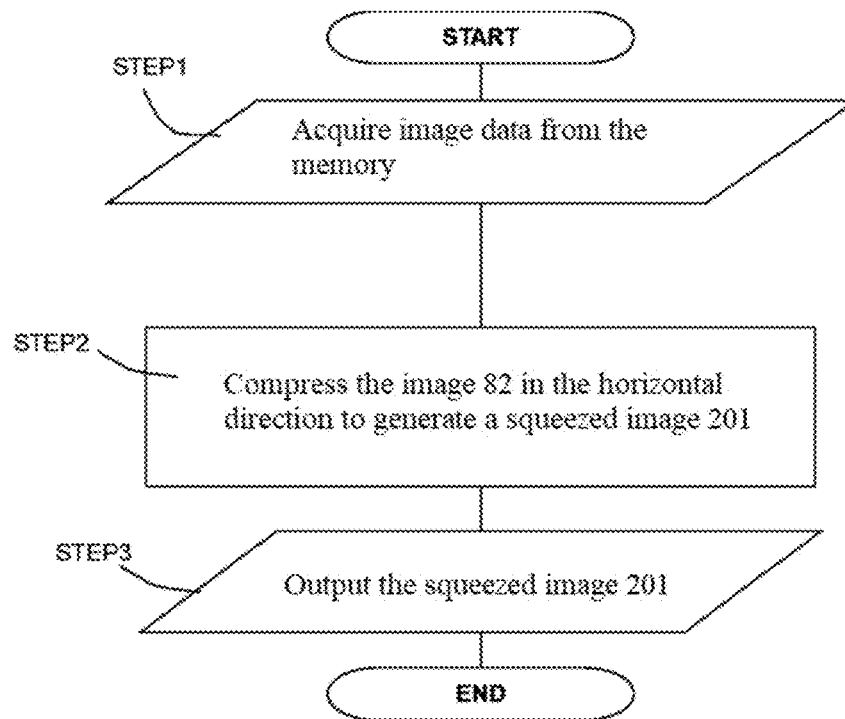 START
STEP1
Acquire image data from the
memory
STEP2
Compress the image 82 in the horizontal
direction to generate a squeezed image 201
STEP3
Output the squeezed image 201
END